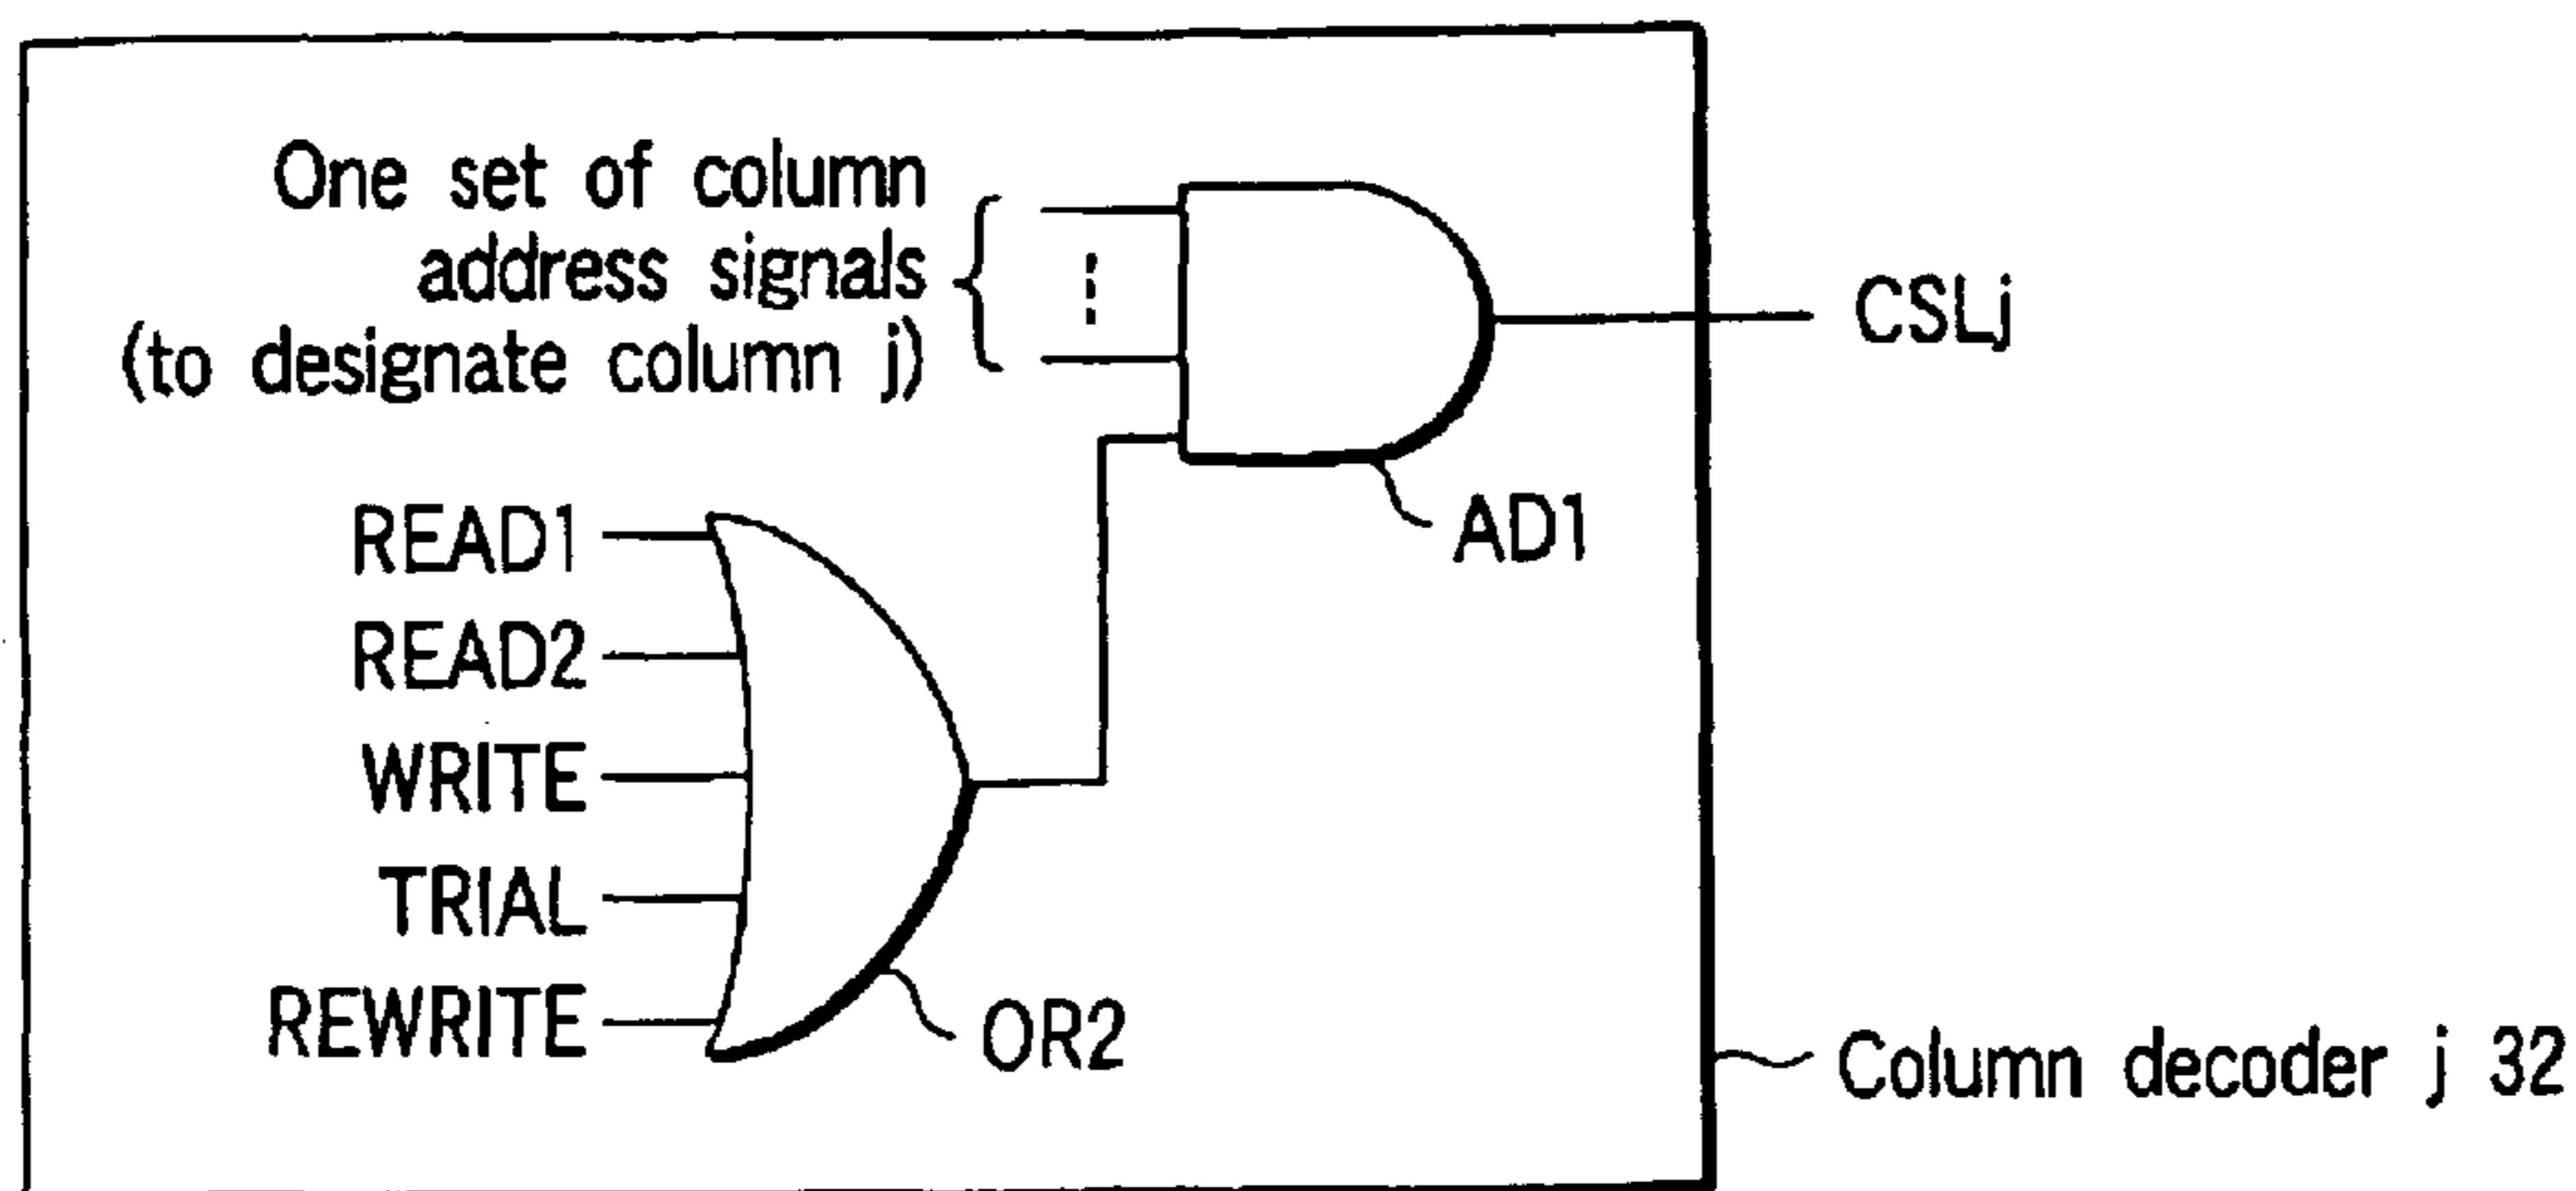 One set of column
address signals
(to designate column j)
CSLj
AD1
READ1
READ2
WRITE
TRIAL
REWRITE
OR2
Column decoder j 32